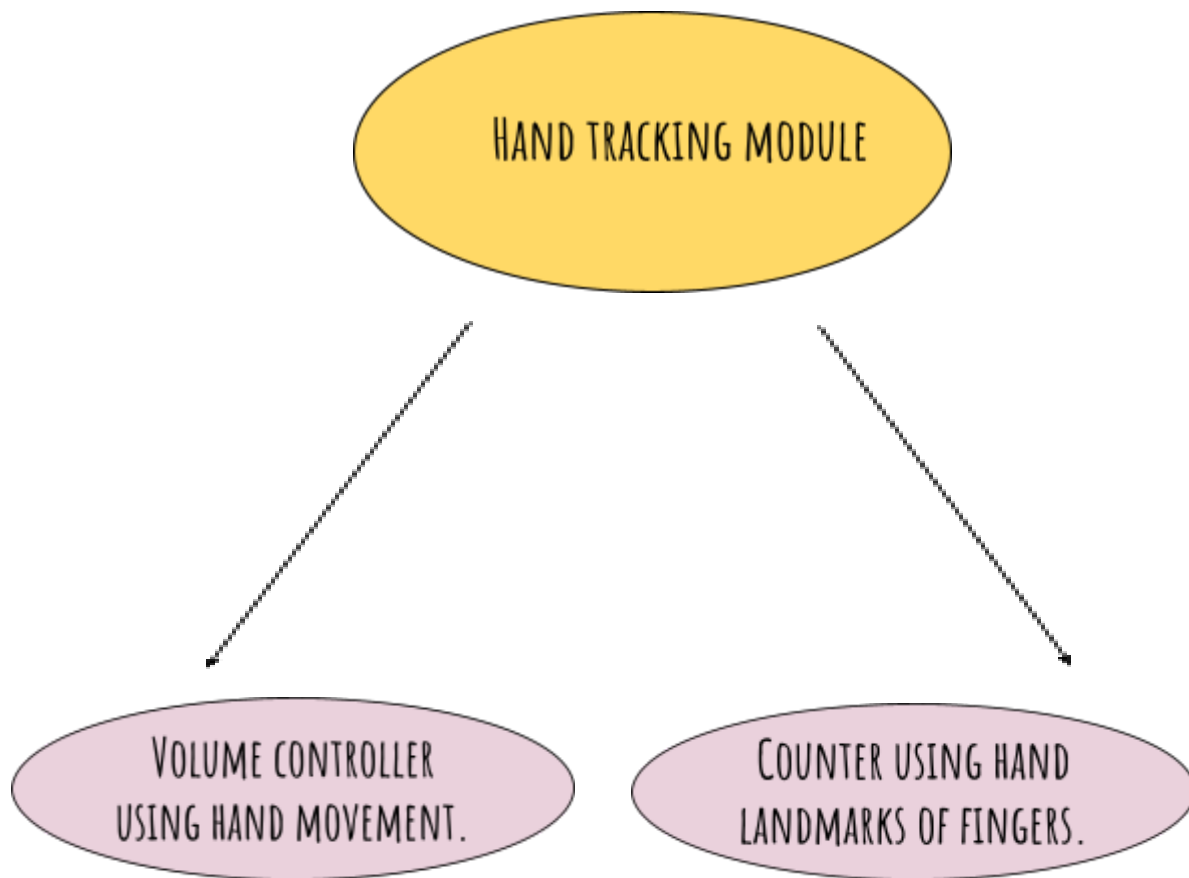 Hand tracking module
Volume controller
using hand movement.
Counter using hand
landmarks of fingers.